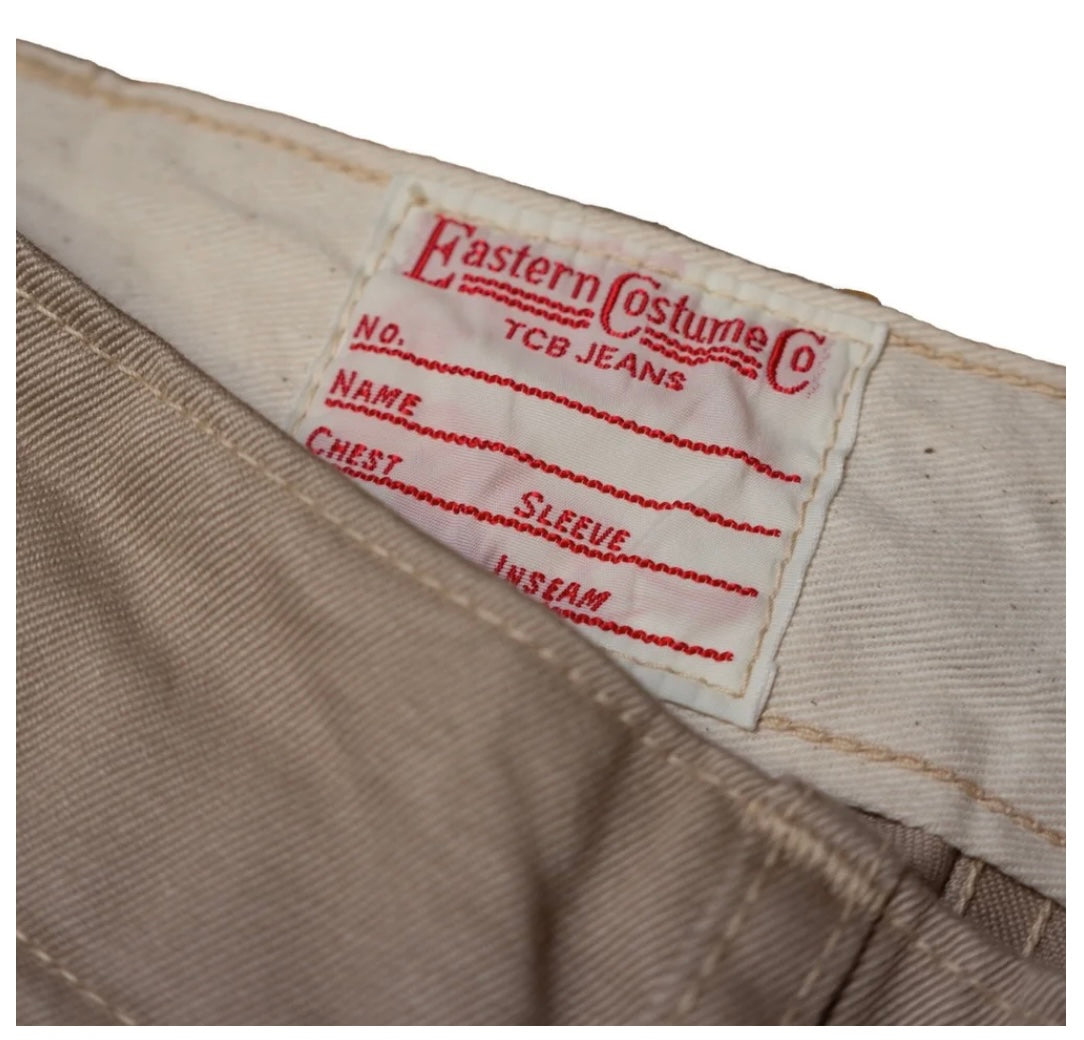 Eastern Costume Co
TCB JEANS
No.
NAME
CHEST SLEEVE
INSEAM